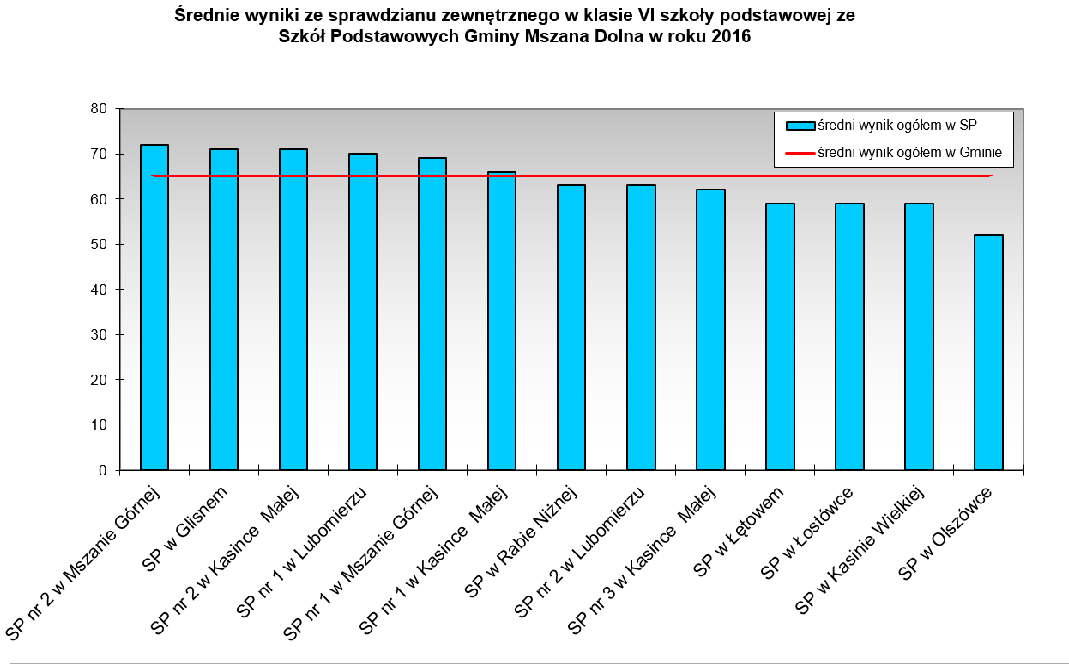 Średnie wyniki ze sprawdzianu zewnętrznego w klasie VI szkoły podstawowej ze
Szkół Podstawowych Gminy Mszana Dolna w roku 2016
80
70
60
50
40
30
20
10
0
średni wynik ogółem w SP
średni wynik ogółem w Gminie
SP nr 2 w Mszanie Górnej
SP w Glisnem
SP nr 2 w Kasince Małej
SP nr 1 w Lubomierzu
SP nr 1 w Mszanie Górnej
SP nr 1 w Kasince Małej
SP w Rabie Niżnej
SP nr 2 w Lubomierzu
SP nr 3 w Kasince Małej
SP w Łętowem
SP w Łostówce
SP w Kasinie Wielkiej
SP w Olszówce